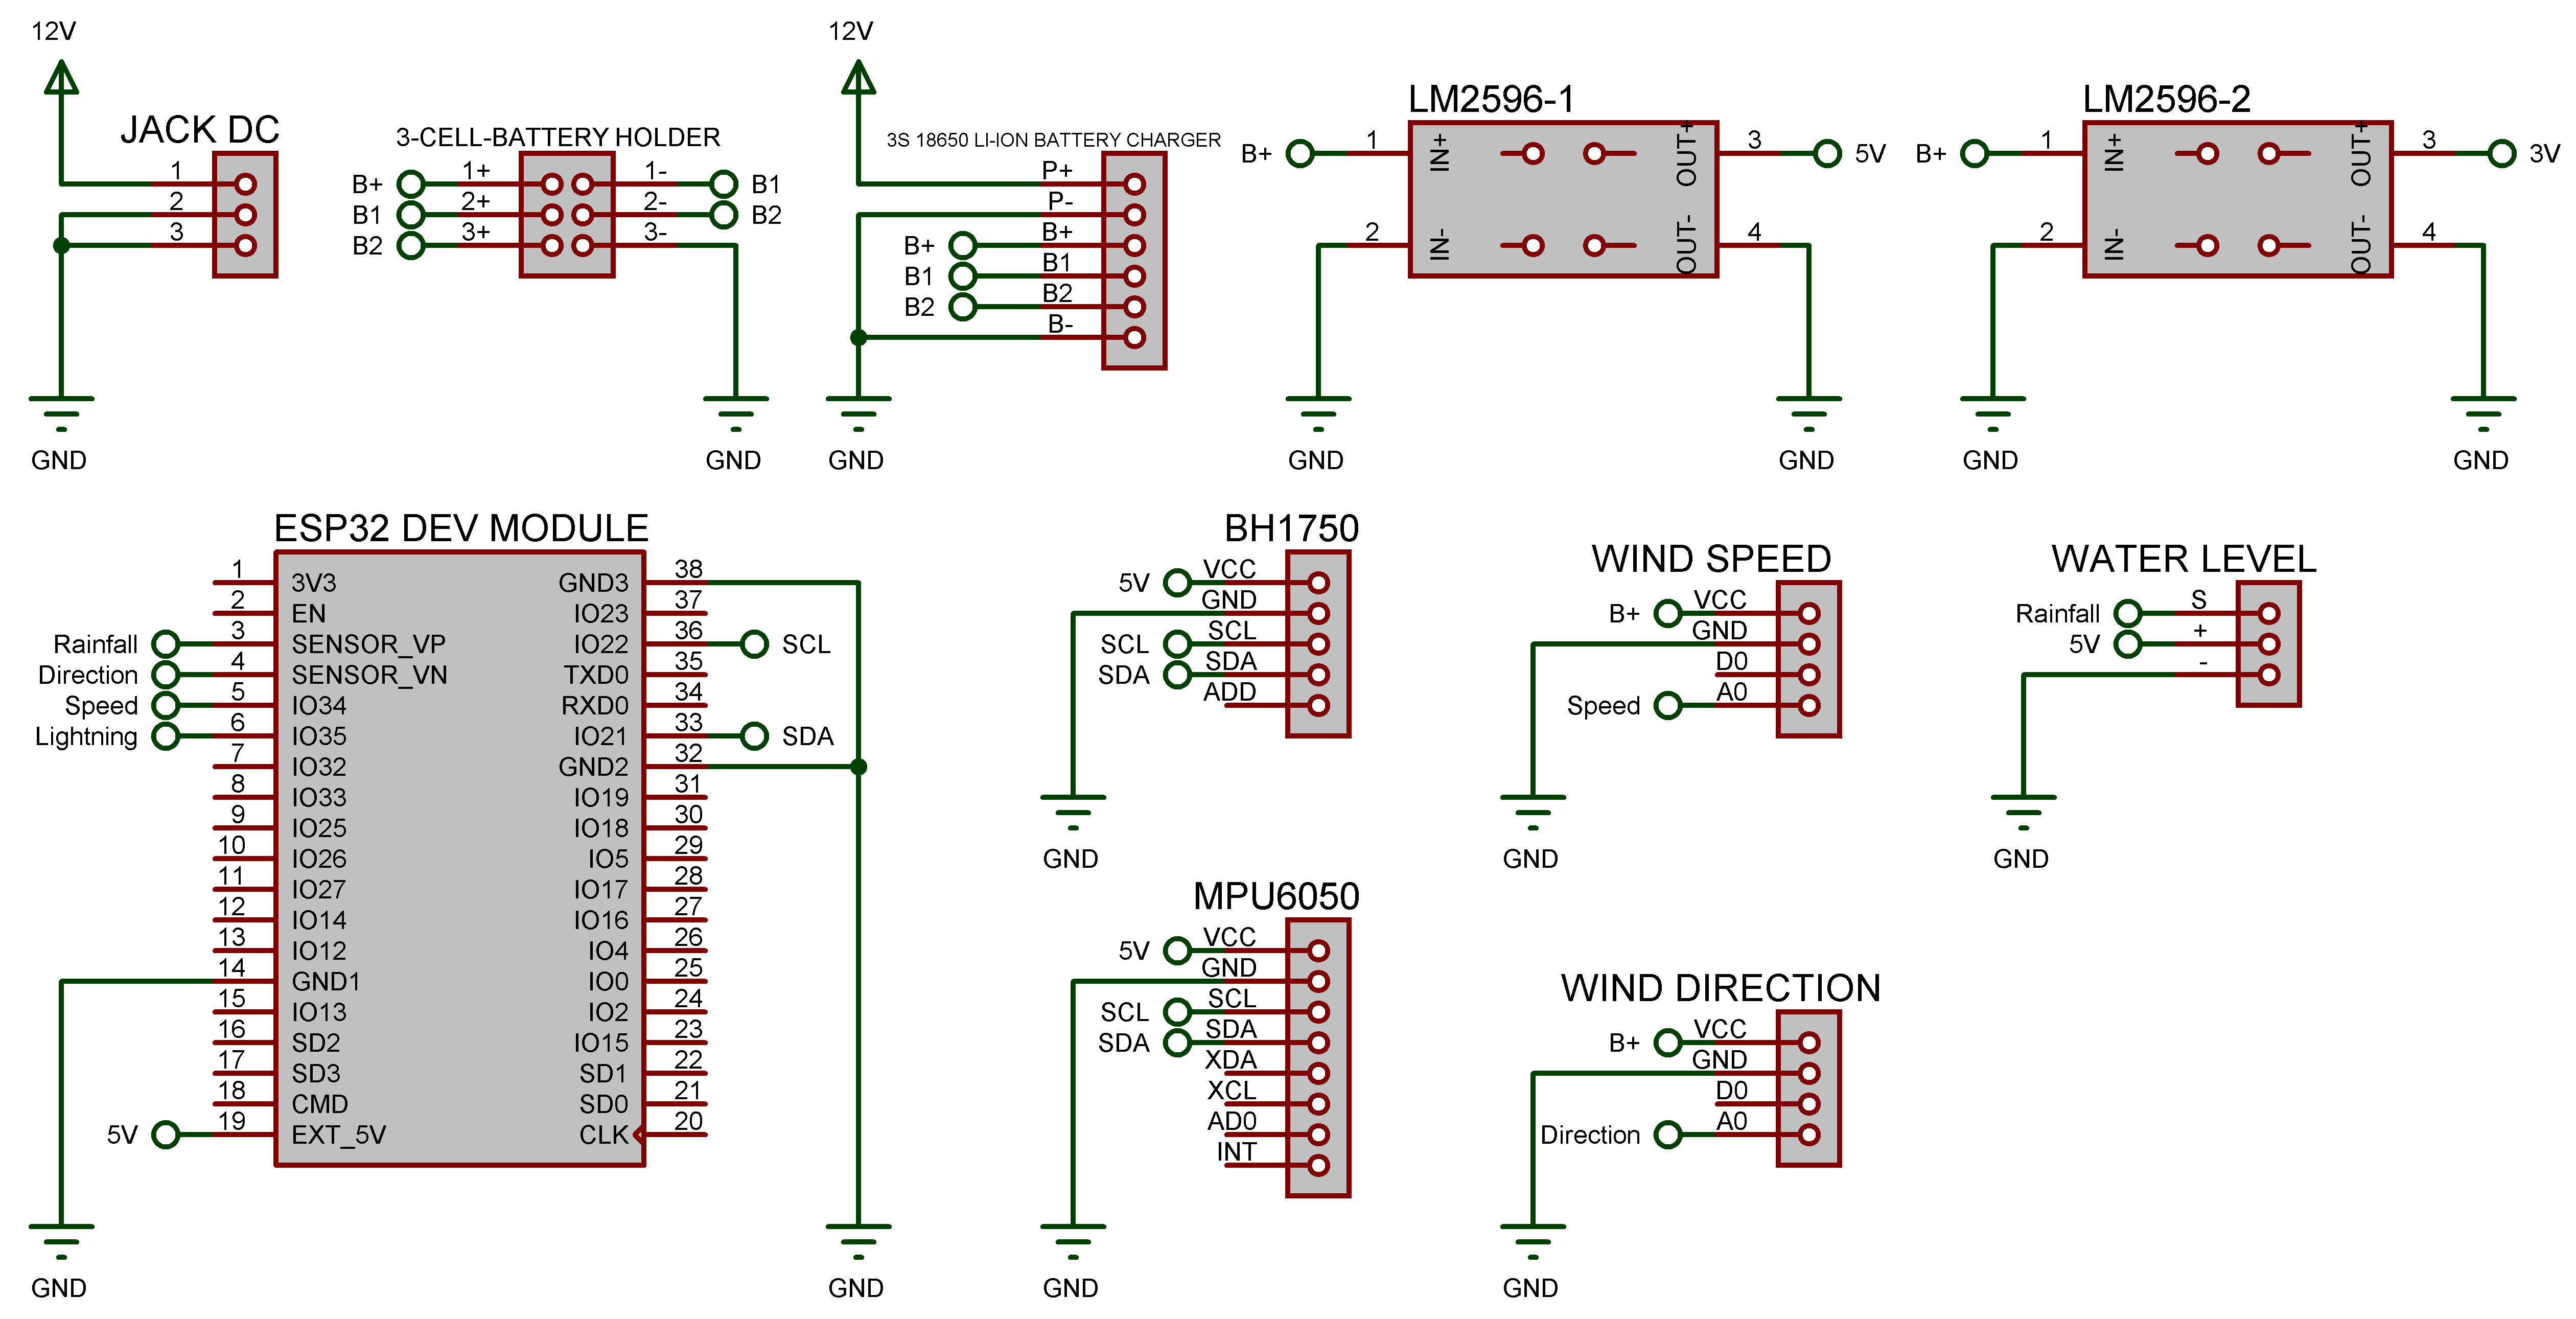 12V
JACK DC
1
2
3
GND
3-CELL-BATTERY HOLDER
B+ 1+ 1- B1
B1 2+ 2- B2
B2 3+ 3-
GND
12V
3S 18650 LI-ION BATTERY CHARGER
P+
P-
B+ B+
B1 B1
B2 B2
B-
GND
LM2596-1
B+ 1 IN+ OUT+ 3 5V
2 IN- OUT- 4
GND GND
LM2596-2
B+ 1 IN+ OUT+ 3 3V
2 IN- OUT- 4
GND GND
ESP32 DEV MODULE
1 3V3 GND3 38
2 EN IO23 37
Rainfall 3 SENSOR_VP IO22 36 SCL
Direction 4 SENSOR_VN TXD0 35
Speed 5 IO34 RXD0 34
Lightning 6 IO35 IO21 33 SDA
7 IO32 GND2 32
8 IO33 IO19 31
9 IO25 IO18 30
10 IO26 IO5 29
11 IO27 IO17 28
12 IO14 IO16 27
13 IO12 IO4 26
14 GND1 IO0 25
15 IO13 IO2 24
16 SD2 IO15 23
17 SD3 SD1 22
18 CMD SD0 21
5V 19 EXT_5V CLK 20
GND GND
BH1750
5V VCC
GND
SCL SCL
SDA SDA
ADD
GND
MPU6050
5V VCC
GND
SCL SCL
SDA SDA
XDA
XCL
AD0
INT
GND
WIND SPEED
B+ VCC
GND
D0
Speed A0
GND
WIND DIRECTION
B+ VCC
GND
D0
Direction A0
GND
WATER LEVEL
Rainfall S
5V +
-
GND